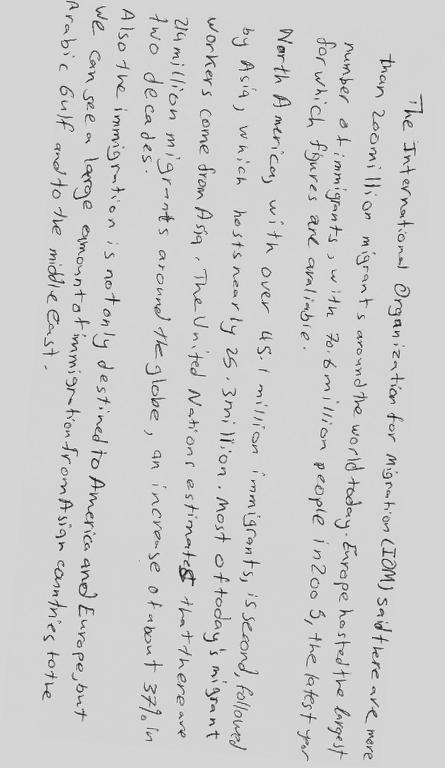 The International Organization for Migration (IOM) said there are more
than 200 million migrants around the world today. Europe hosted the largest
number of immigrants, with 70.6 million people in 2005, the latest year
for which figures are avaliable.
North America, with over 45.1 million immigrants, is second, followed
by Asia, which hosts nearly 25.3 million. Most of today's migrant
workers come from Asia. The United Nations estimates that there are
214 million migrants around the globe, an increase of about 37% in
two decades.
Also the immigration is not only destined to America and Europe, but
we can see a large amount of immigration from Asian countries to the
Arabic Gulf and to the middle east.